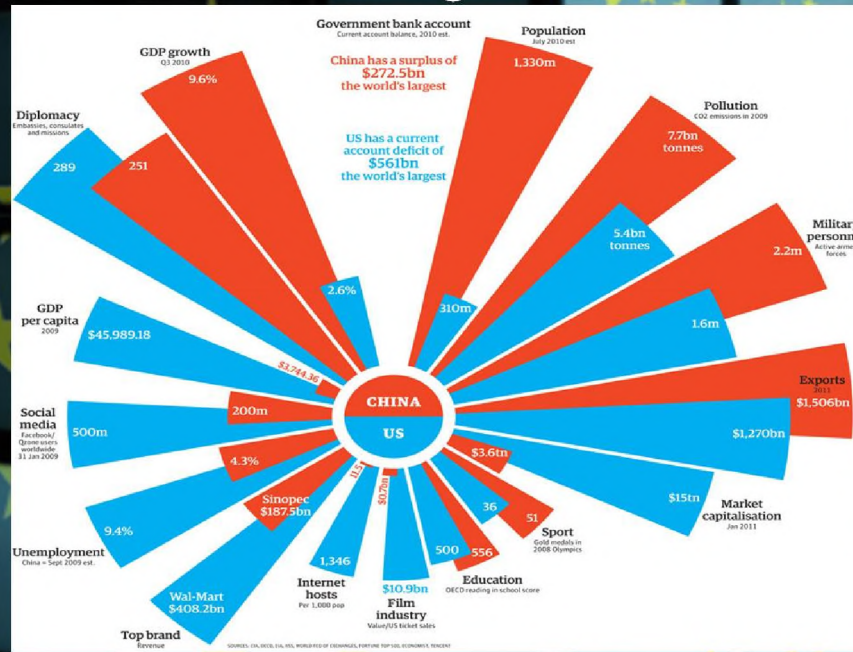 Government bank account
Current account balance, 2010 est.
China has a surplus of
$272.5bn
the world's largest
US has a current
account deficit of
$561bn
the world's largest
Population
July 2010 est
1,330m
310m
Pollution
CO2 emissions in 2009
7.7bn
tonnes
5.4bn
tonnes
Militar
personn
Active arme
forces
2.2m
1.6m
Exports
2011
$1,506bn
$1,270bn
Market
capitalisation
Jan 2011
$3.6tn
$15tn
Sport
Gold medals in
2008 Olympics
36
51
Education
OECD reading in school score
500
556
Film
industry
Value/US ticket sales
$0.7bn
$10.9bn
Internet
hosts
Per 1,000 pop
11.5
1,346
Top brand
Revenue
Sinopec
$187.5bn
Wal-Mart
$408.2bn
Unemployment
China = Sept 2009 est.
4.3%
9.4%
Social
media
Facebook/
Qzone users
worldwide
31 Jan 2009
200m
500m
GDP
per capita
2009
$45,989.18
$3,744.36
Diplomacy
Embassies, consulates
and missions
289
251
GDP growth
Q3 2010
9.6%
2.6%
CHINA
US